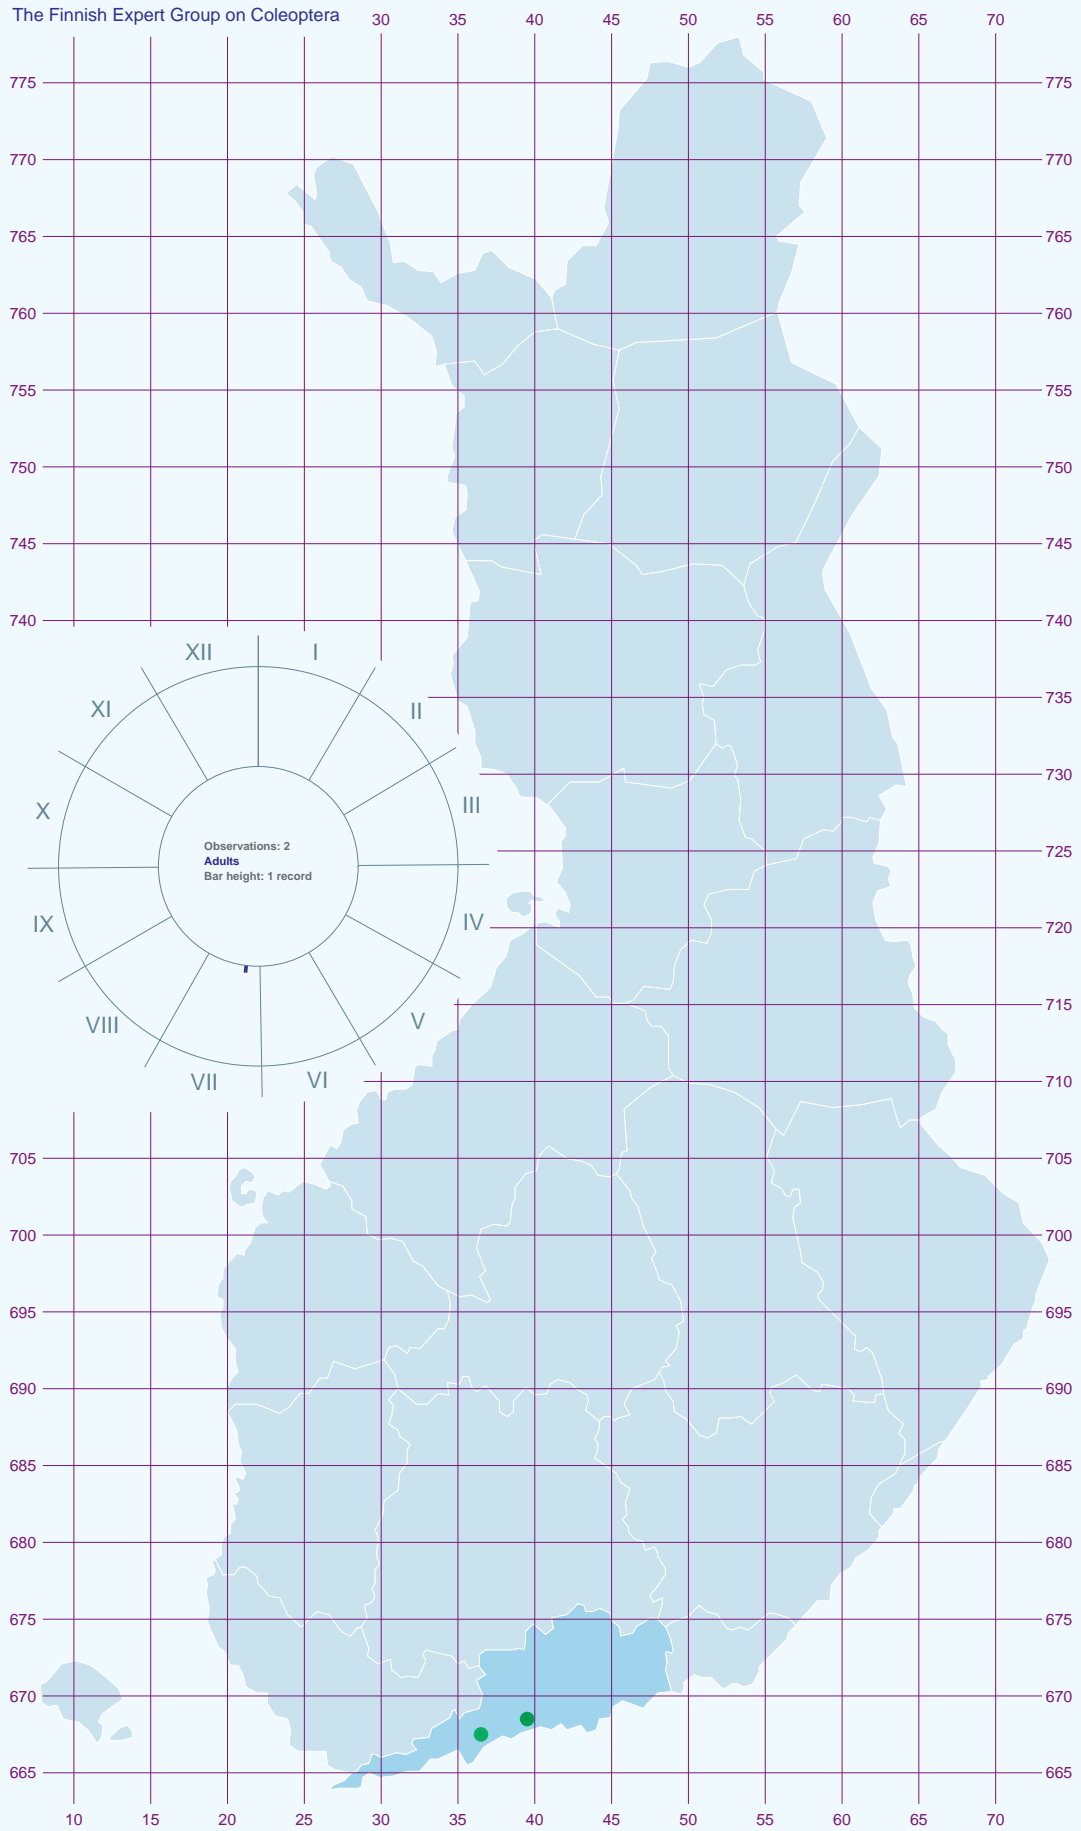 The Finnish Expert Group on Coleoptera
30 35 40 45 50 55 60 65 70
775 775
770 770
765 765
760 760
755 755
750 750
745 745
740 740
XII I
XI II
735
730
X III
725
Observations: 2
Adults
Bar height: 1 record
IX IV
720
715
VIII V
VII VI
710
705 705
700 700
695 695
690 690
685 685
680 680
675 675
670 670
665 665
10 15 20 25 30 35 40 45 50 55 60 65 70